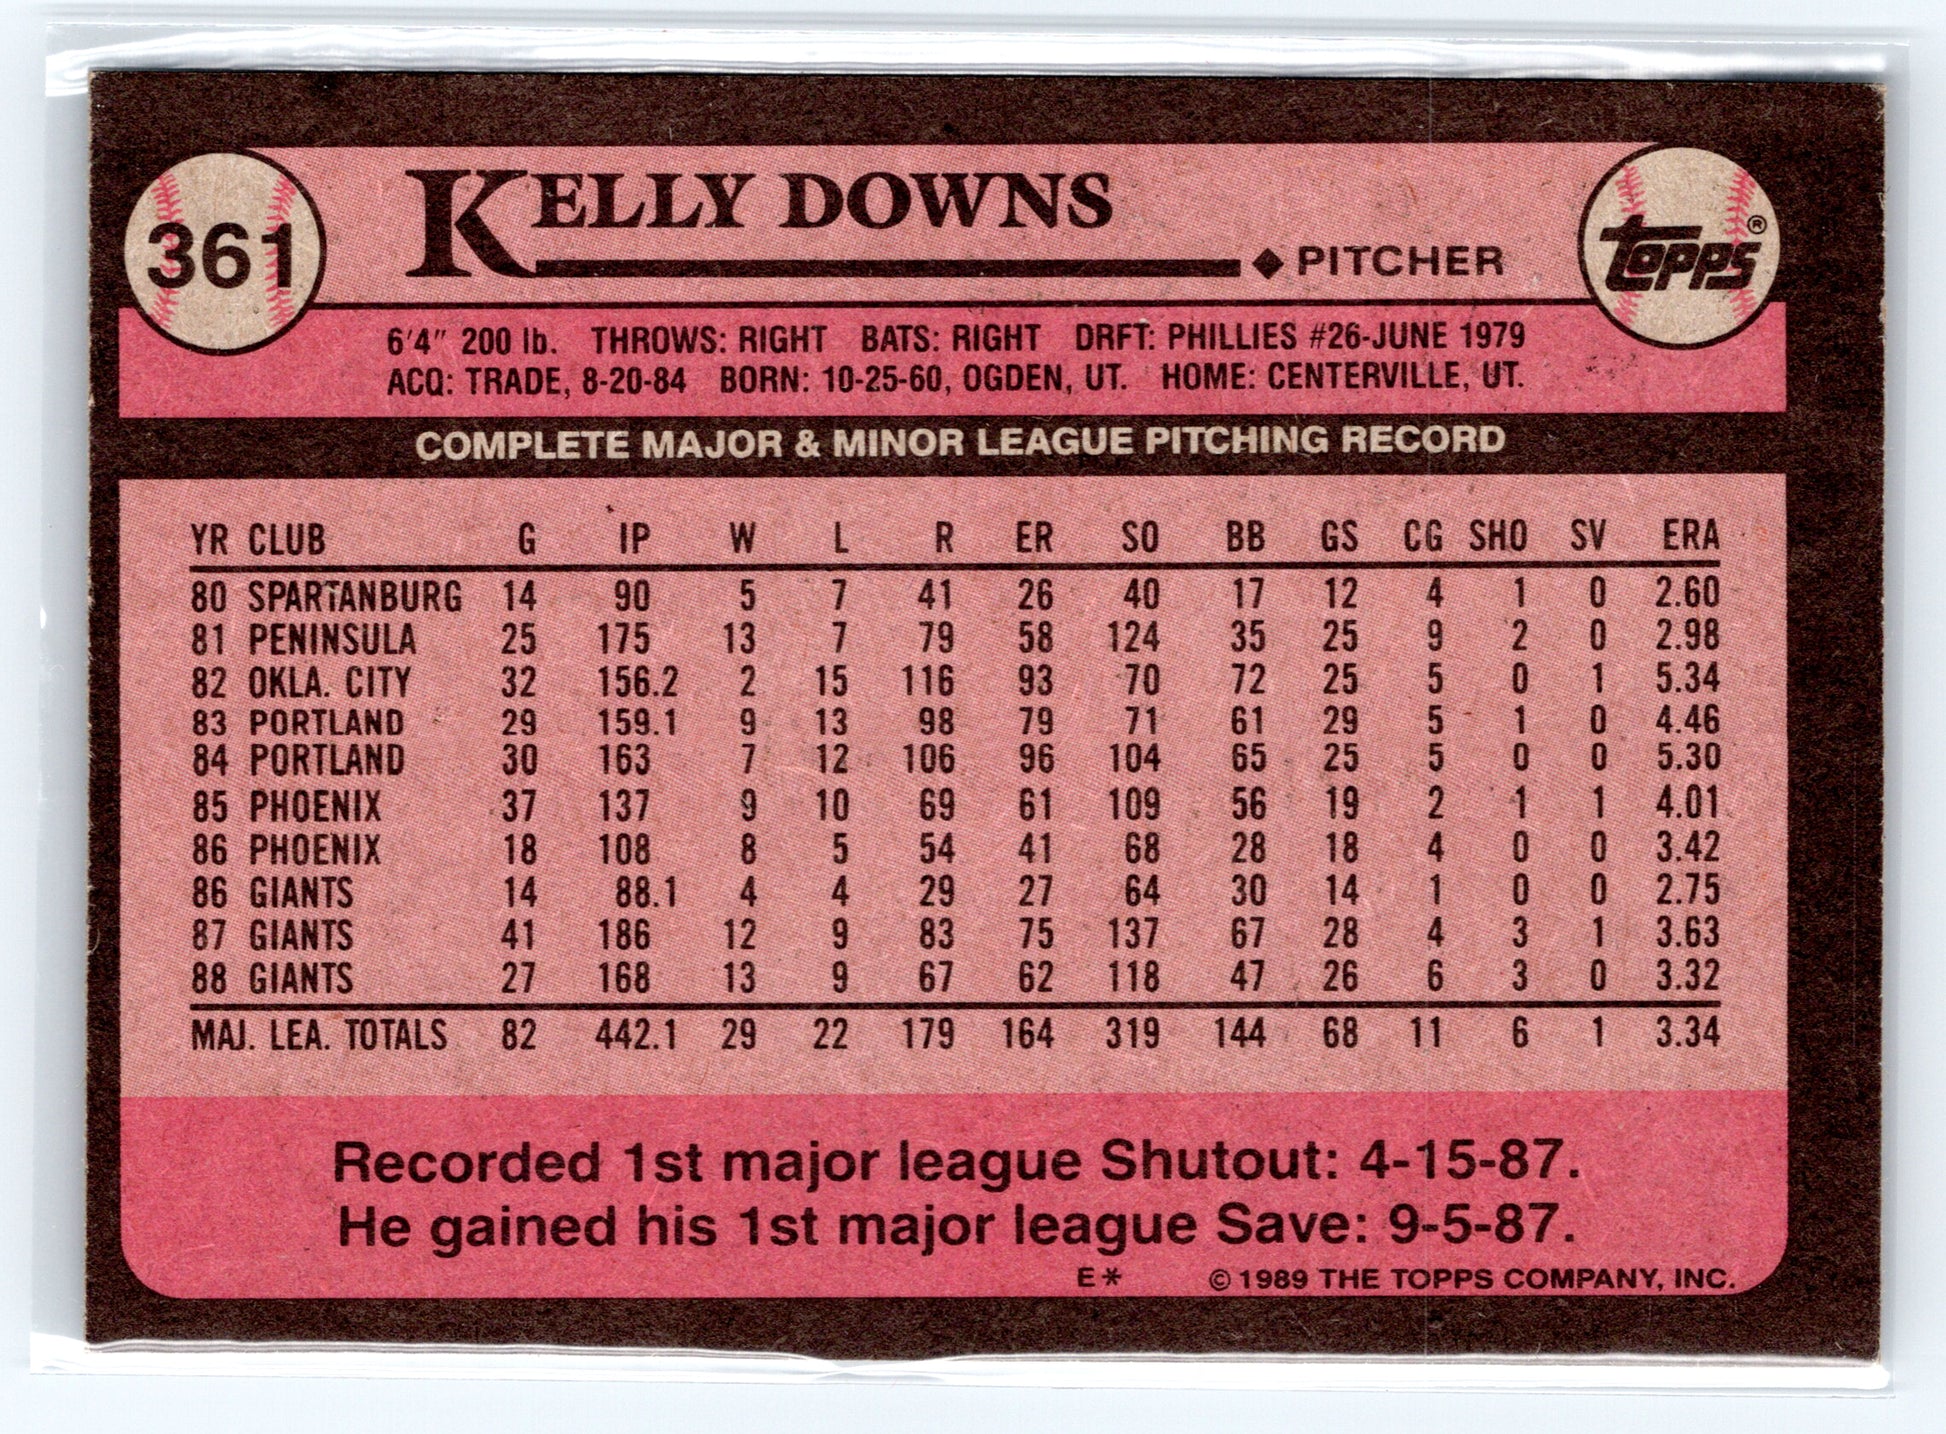 361
KELLY DOWNS
◆ PITCHER
topps®
6'4" 200 lb. THROWS: RIGHT BATS: RIGHT DRFT: PHILLIES #26-JUNE 1979
ACQ: TRADE, 8-20-84 BORN: 10-25-60, OGDEN, UT. HOME: CENTERVILLE, UT.
COMPLETE MAJOR & MINOR LEAGUE PITCHING RECORD
YR CLUB G IP W L R ER SO BB GS CG SHO SV ERA
80 SPARTANBURG 14 90 5 7 41 26 40 17 12 4 1 0 2.60
81 PENINSULA 25 175 13 7 79 58 124 35 25 9 2 0 2.98
82 OKLA. CITY 32 156.2 2 15 116 93 70 72 25 5 0 1 5.34
83 PORTLAND 29 159.1 9 13 98 79 71 61 29 5 1 0 4.46
84 PORTLAND 30 163 7 12 106 96 104 65 25 5 0 0 5.30
85 PHOENIX 37 137 9 10 69 61 109 56 19 2 1 1 4.01
86 PHOENIX 18 108 8 5 54 41 68 28 18 4 0 0 3.42
86 GIANTS 14 88.1 4 4 29 27 64 30 14 1 0 0 2.75
87 GIANTS 41 186 12 9 83 75 137 67 28 4 3 1 3.63
88 GIANTS 27 168 13 9 67 62 118 47 26 6 3 0 3.32
MAJ. LEA. TOTALS 82 442.1 29 22 179 164 319 144 68 11 6 1 3.34
Recorded 1st major league Shutout: 4-15-87.
He gained his 1st major league Save: 9-5-87.
E* © 1989 THE TOPPS COMPANY, INC.